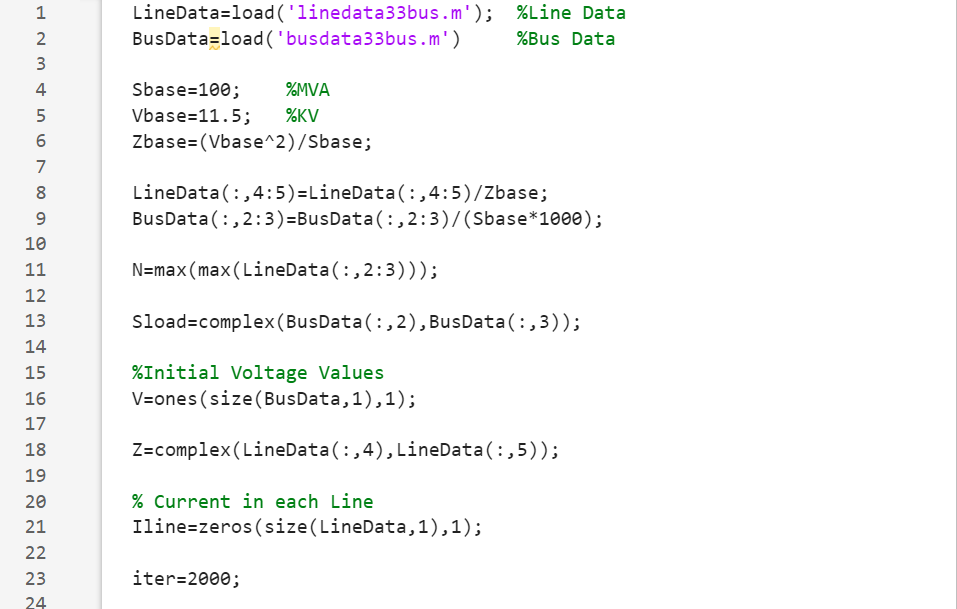 1 LineData=load('linedata33bus.m'); %Line Data
2 BusData=load('busdata33bus.m') %Bus Data
3
4 Sbase=100; %MVA
5 Vbase=11.5; %KV
6 Zbase=(Vbase^2)/Sbase;
7
8 LineData(:,4:5)=LineData(:,4:5)/Zbase;
9 BusData(:,2:3)=BusData(:,2:3)/(Sbase*1000);
10
11 N=max(max(LineData(:,2:3)));
12
13 Sload=complex(BusData(:,2),BusData(:,3));
14
15 %Initial Voltage Values
16 V=ones(size(BusData,1),1);
17
18 Z=complex(LineData(:,4),LineData(:,5));
19
20 % Current in each Line
21 Iline=zeros(size(LineData,1),1);
22
23 iter=2000;
24